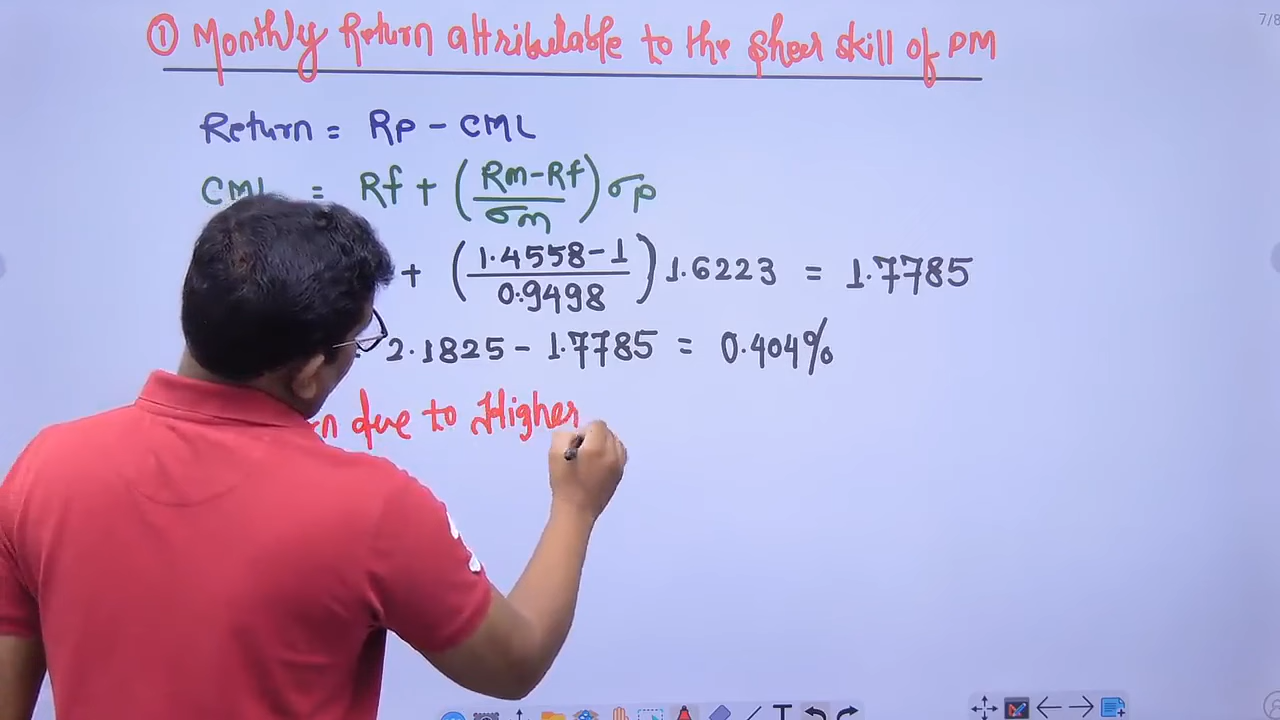 7/8
① Monthly Return attributable to the sheer skill of PM
Return = Rp - CML
CML = Rf + (Rm-Rf / σm) σp
+ (1.4558-1 / 0.9498) 1.6223 = 1.7785
2.1825 - 1.7785 = 0.404%
n due to Higher
T